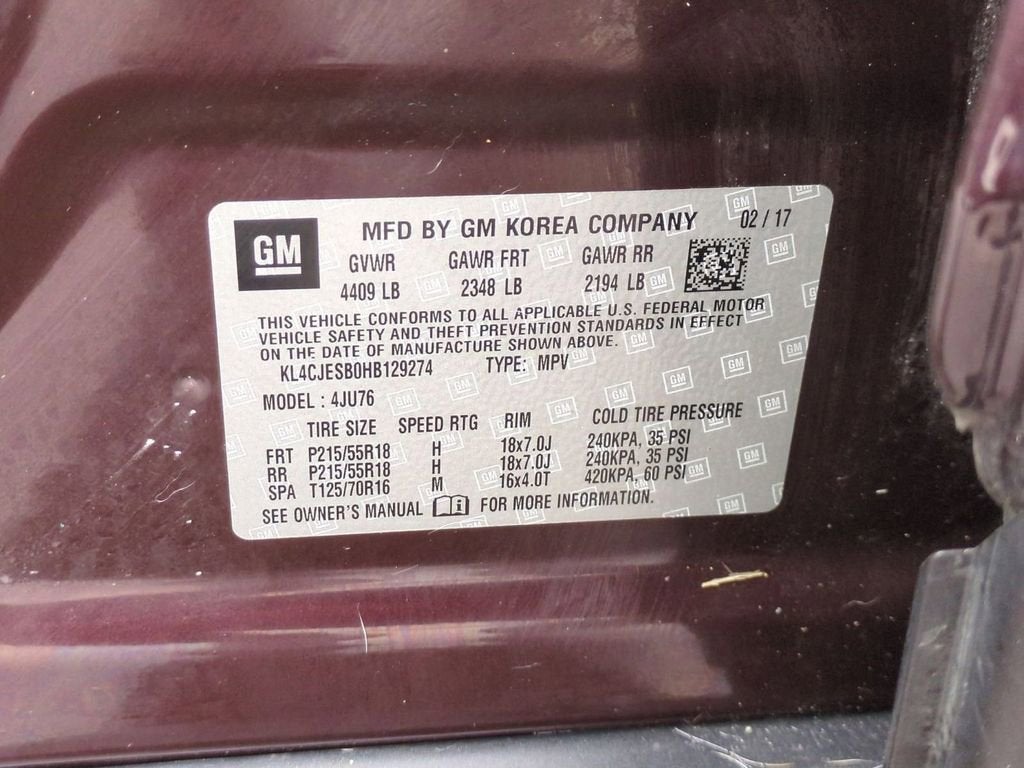 GM
MFD BY GM KOREA COMPANY 02 / 17
GVWR GAWR FRT GAWR RR
4409 LB 2348 LB 2194 LB
THIS VEHICLE CONFORMS TO ALL APPLICABLE U.S. FEDERAL MOTOR
VEHICLE SAFETY AND THEFT PREVENTION STANDARDS IN EFFECT
ON THE DATE OF MANUFACTURE SHOWN ABOVE.
KL4CJESB0HB129274 TYPE: MPV
MODEL : 4JU76
TIRE SIZE SPEED RTG RIM COLD TIRE PRESSURE
FRT P215/55R18 H 18x7.0J 240KPA, 35 PSI
RR P215/55R18 H 18x7.0J 240KPA, 35 PSI
SPA T125/70R16 M 16x4.0T 420KPA, 60 PSI
SEE OWNER'S MANUAL FOR MORE INFORMATION.